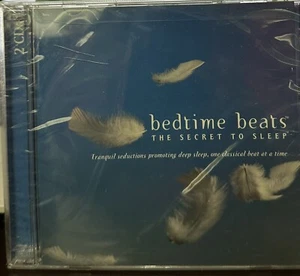 2 CDs
bedtime beats
THE SECRET TO SLEEP
Tranquil seductions promoting deep sleep, one classical beat at a time